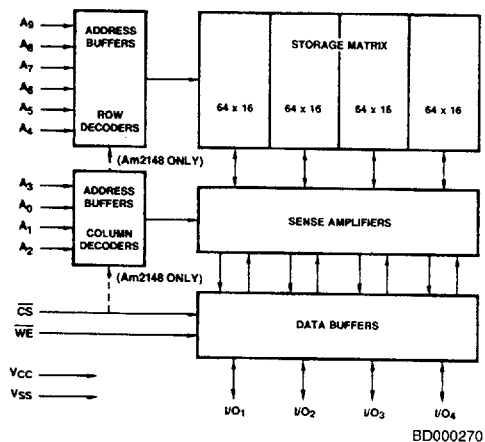 A9
A8
A7
A6
A5
A4
ADDRESS
BUFFERS
ROW
DECODERS
STORAGE MATRIX
64 x 16
64 x 16
64 x 16
64 x 16
(Am2148 ONLY)
A3
A0
A1
A2
ADDRESS
BUFFERS
COLUMN
DECODERS
SENSE AMPLIFIERS
(Am2148 ONLY)
CS
WE
DATA BUFFERS
VCC
VSS
I/O1
I/O2
I/O3
I/O4
BD000270